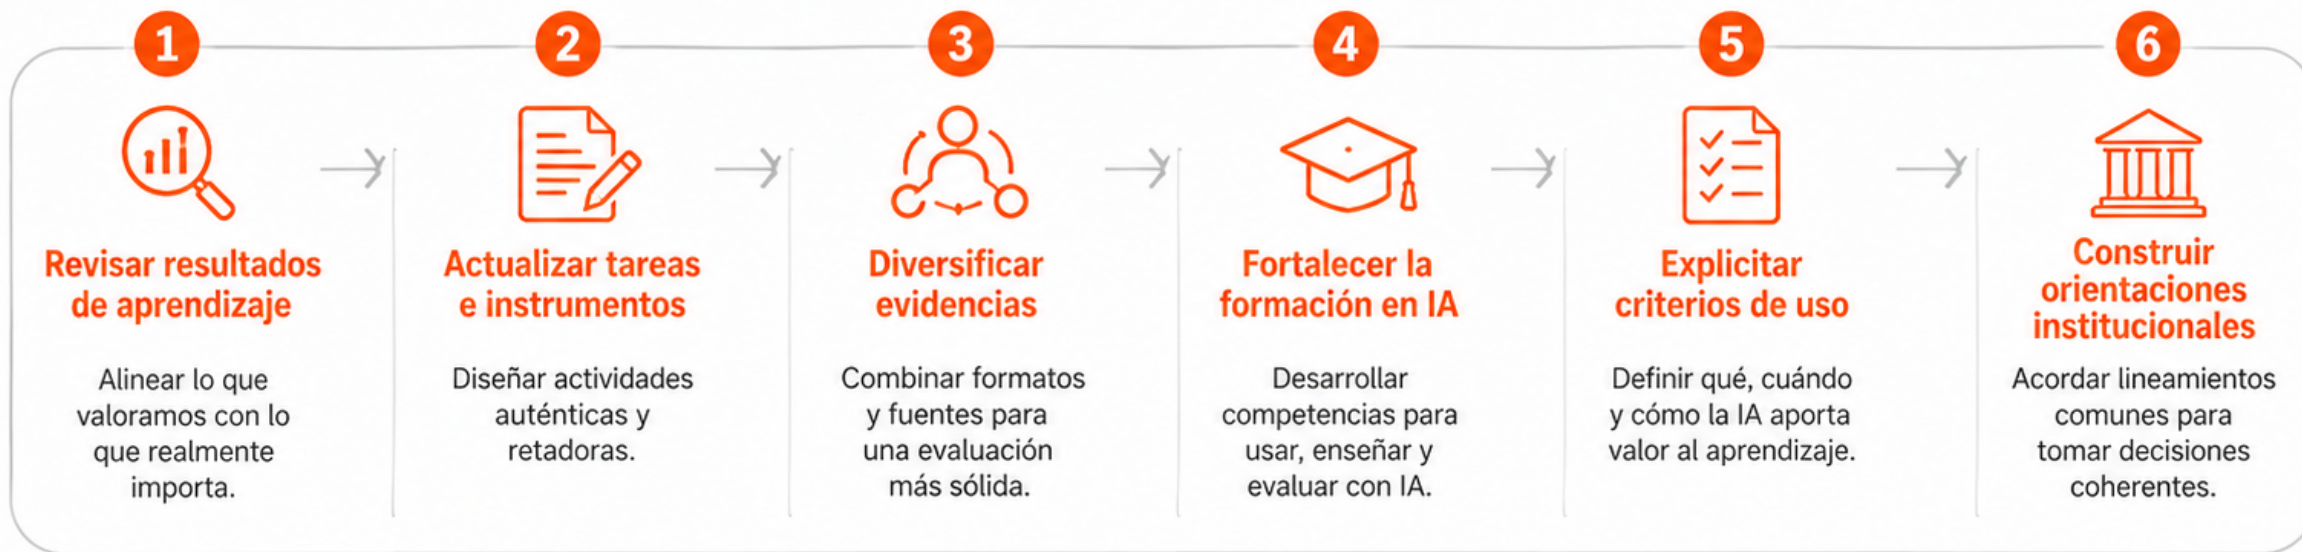 1
Revisar resultados
de aprendizaje
Alinear lo que
valoramos con lo
que realmente
importa.
2
Actualizar tareas
e instrumentos
Diseñar actividades
auténticas y
retadoras.
3
Diversificar
evidencias
Combinar formatos
y fuentes para
una evaluación
más sólida.
4
Fortalecer la
formación en IA
Desarrollar
competencias para
usar, enseñar y
evaluar con IA.
5
Explicitar
criterios de uso
Definir qué, cuándo
y cómo la IA aporta
valor al aprendizaje.
6
Construir
orientaciones
institucionales
Acordar lineamientos
comunes para
tomar decisiones
coherentes.